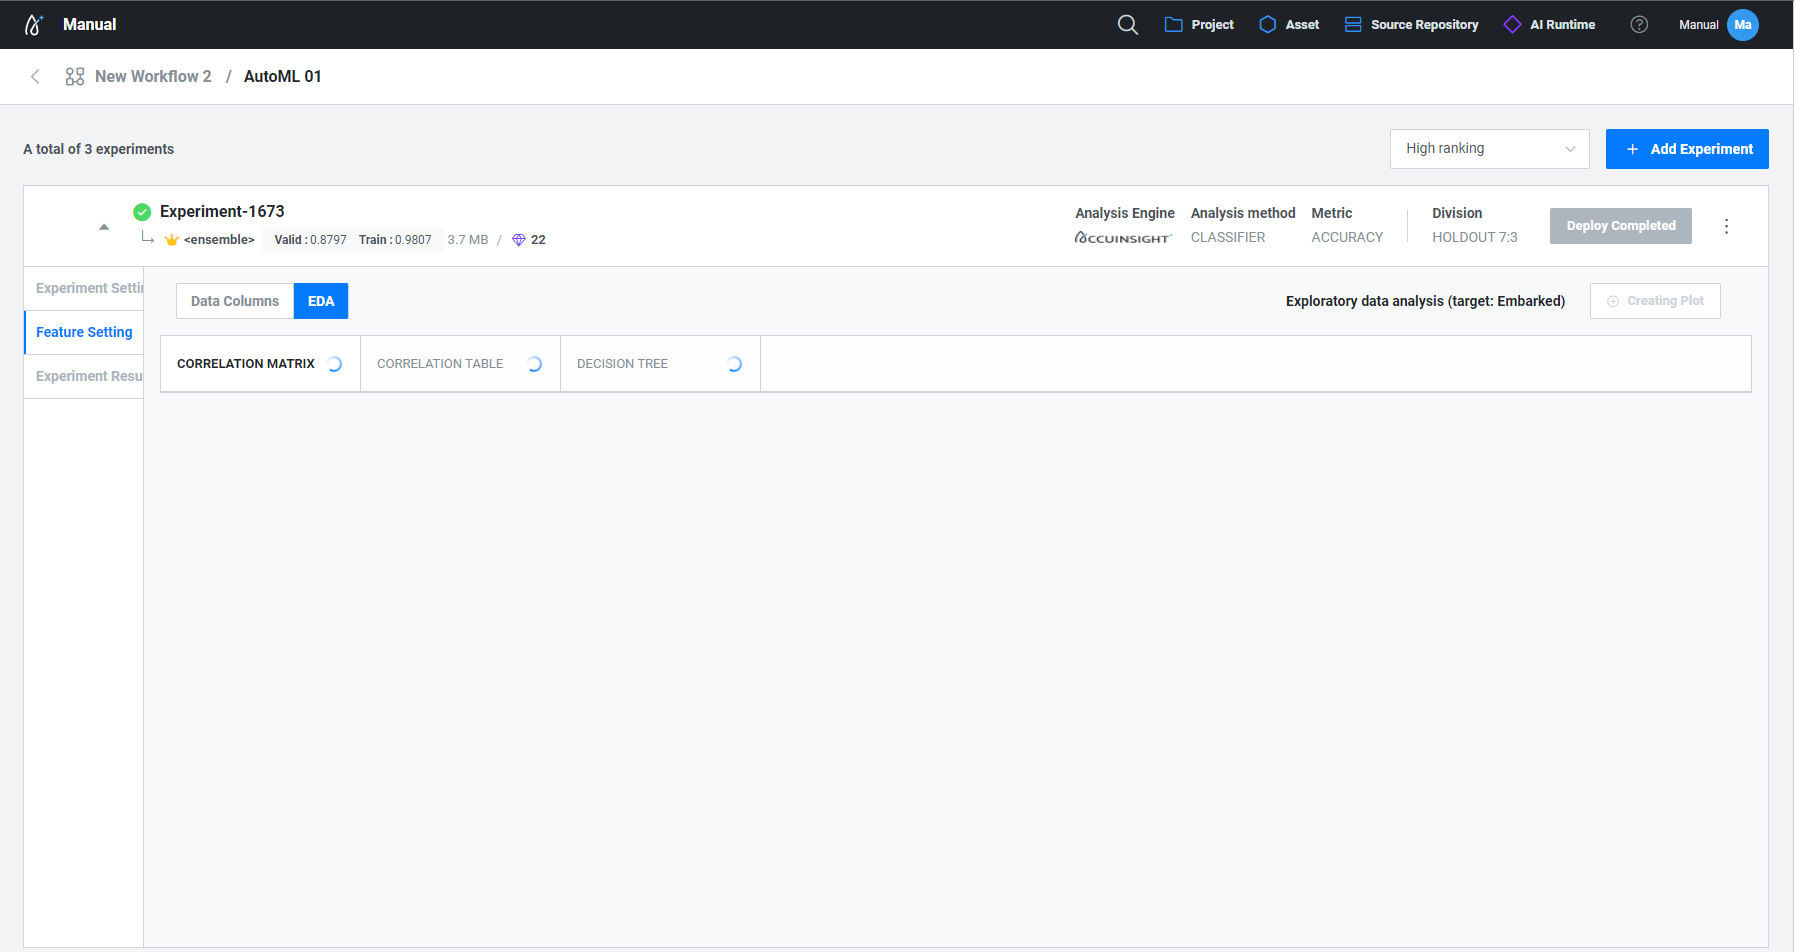 Manual
Project
Asset
Source Repository
AI Runtime
Manual
Ma
New Workflow 2 / AutoML 01
A total of 3 experiments
High ranking
Add Experiment
Experiment-1673
<ensemble> Valid : 0.8797 Train : 0.9807 3.7 MB / 22
Analysis Engine
ACCUINSIGHT+
Analysis method
CLASSIFIER
Metric
ACCURACY
Division
HOLDOUT 7:3
Deploy Completed
Experiment Settin
Feature Setting
Experiment Resu
Data Columns
EDA
Exploratory data analysis (target: Embarked)
Creating Plot
CORRELATION MATRIX
CORRELATION TABLE
DECISION TREE